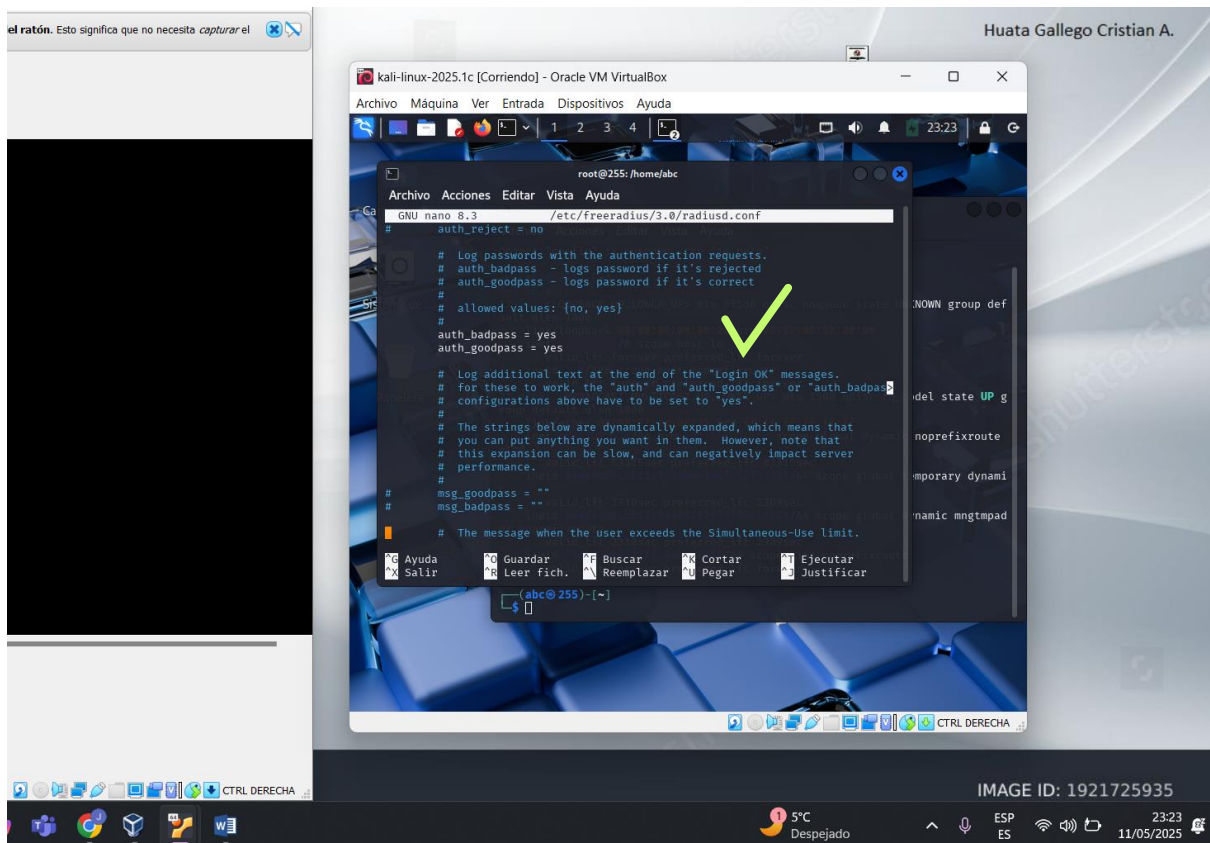 el ratón. Esto significa que no necesita capturar el
Huata Gallego Cristian A.
kali-linux-2025.1c [Corriendo] - Oracle VM VirtualBox
Archivo Máquina Ver Entrada Dispositivos Ayuda
1 2 3 4
2
23:23
root@255: /home/abc
Archivo Acciones Editar Vista Ayuda
GNU nano 8.3 /etc/freeradius/3.0/radiusd.conf
# auth_reject = no
# Log passwords with the authentication requests.
# auth_badpass - logs password if it's rejected
# auth_goodpass - logs password if it's correct
#
# allowed values: {no, yes}
#
auth_badpass = yes
auth_goodpass = yes
# Log additional text at the end of the "Login OK" messages.
# for these to work, the "auth" and "auth_goodpass" or "auth_badpas>
# configurations above have to be set to "yes".
#
# The strings below are dynamically expanded, which means that
# you can put anything you want in them. However, note that
# this expansion can be slow, and can negatively impact server
# performance.
#
# msg_goodpass = ""
# msg_badpass = ""
# The message when the user exceeds the Simultaneous-Use limit.
^G Ayuda ^O Guardar ^F Buscar ^K Cortar ^T Ejecutar
^X Salir ^R Leer fich. ^\ Reemplazar ^U Pegar ^J Justificar
NOWN group def
del state UP g
noprefixroute
mporary dynami
namic mngtmpad
(abc㉿255)-[~]
$
CTRL DERECHA
CTRL DERECHA
IMAGE ID: 1921725935
1
5°C
Despejado
ESP
ES
23:23
11/05/2025